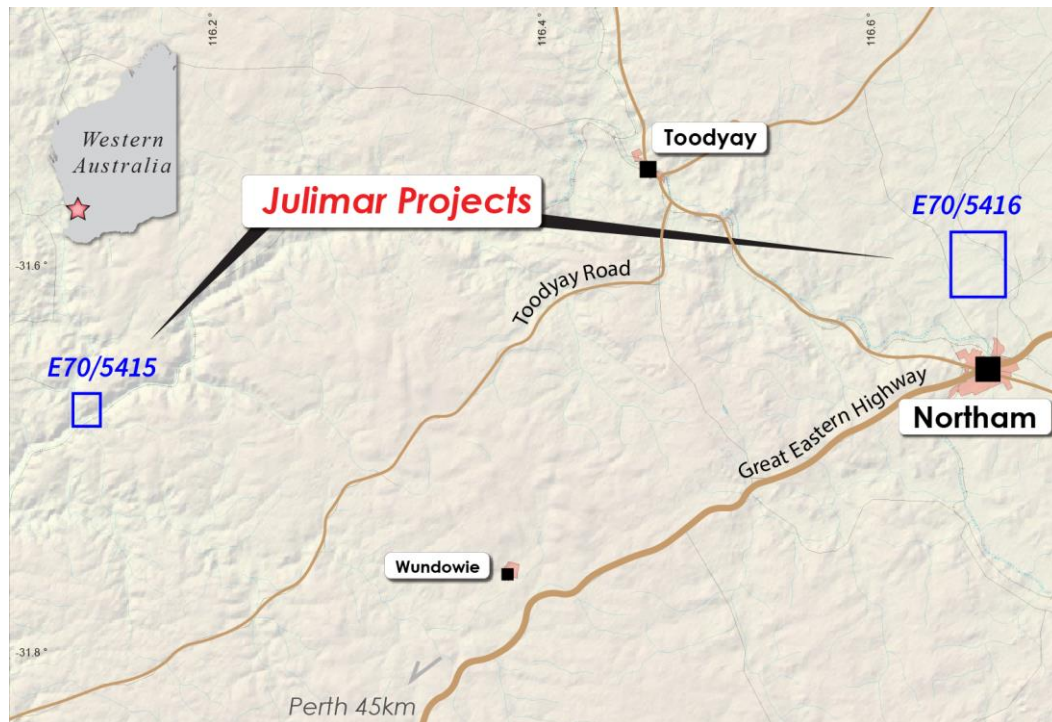 116.2 °
116.4 °
116.6 °
Western
Australia
Toodyay
Julimar Projects
E70/5416
-31.6 °
Toodyay Road
E70/5415
Great Eastern Highway
Northam
Wundowie
-31.8 °
Perth 45km